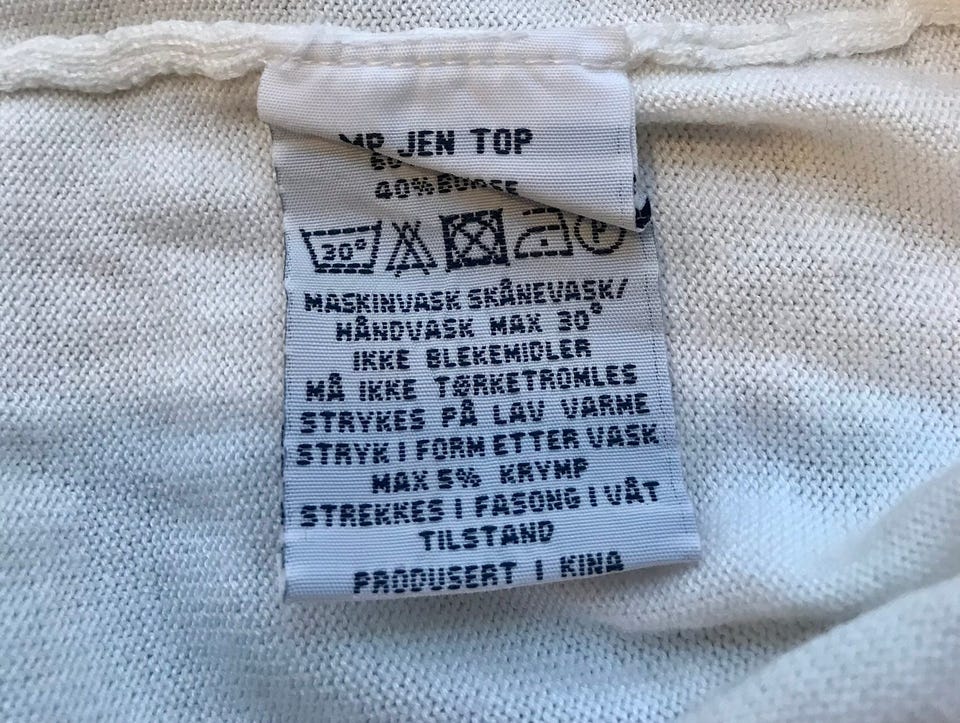 JEN TOP
40%
30°
P
MASKINVASK SKÅNEVASK/
HÅNDVASK MAX 30°
IKKE BLEKEMIDLER
MÅ IKKE TØRKETROMLES
STRYKES PÅ LAV VARME
STRYK I FORM ETTER VASK
MAX 5% KRYMP
STREKKES I FASONG I VÅT
TILSTAND
PRODUSERT I KINA